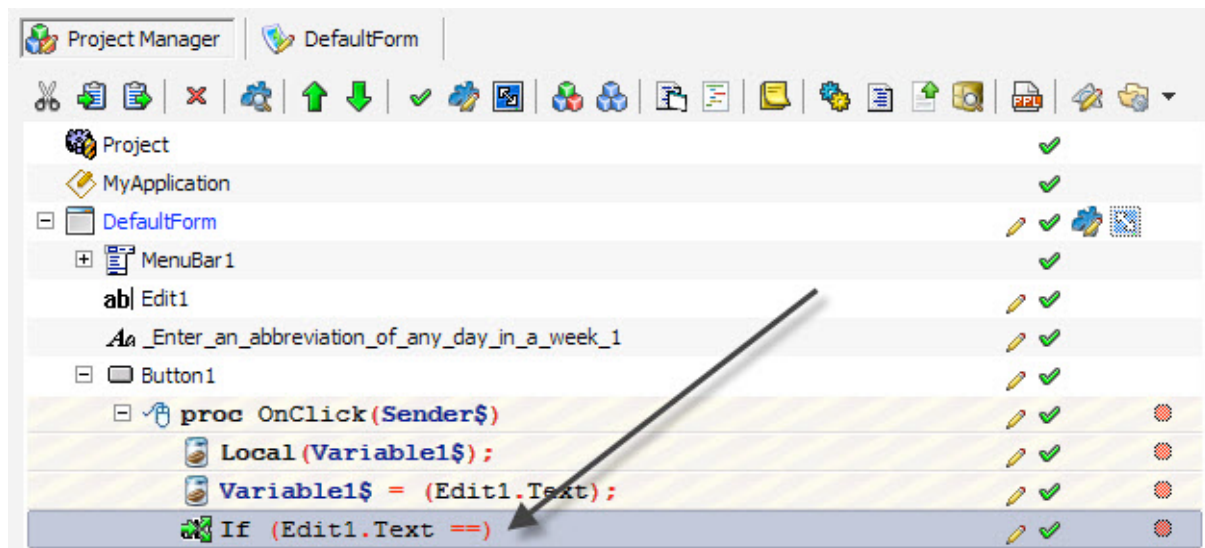 Project Manager DefaultForm
Project
MyApplication
DefaultForm
MenuBar1
ab| Edit1
Aa _Enter_an_abbreviation_of_any_day_in_a_week_1
Button1
proc OnClick(Sender$)
Local(Variable1$);
Variable1$ = (Edit1.Text);
If (Edit1.Text ==)